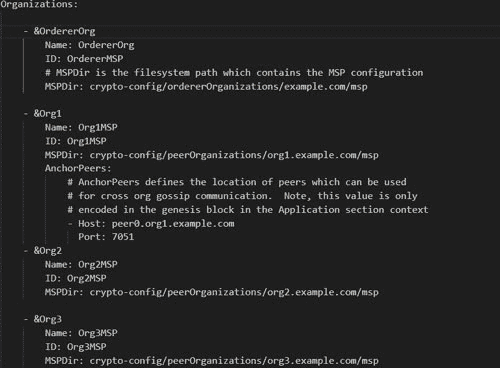 Organizations:
- &OrdererOrg
Name: OrdererOrg
ID: OrdererMSP
# MSPDir is the filesystem path which contains the MSP configuration
MSPDir: crypto-config/ordererOrganizations/example.com/msp
- &Org1
Name: Org1MSP
ID: Org1MSP
MSPDir: crypto-config/peerOrganizations/org1.example.com/msp
AnchorPeers:
# AnchorPeers defines the location of peers which can be used
# for cross org gossip communication.  Note, this value is only
# encoded in the genesis block in the Application section context
- Host: peer0.org1.example.com
Port: 7051
- &Org2
Name: Org2MSP
ID: Org2MSP
MSPDir: crypto-config/peerOrganizations/org2.example.com/msp
- &Org3
Name: Org3MSP
ID: Org3MSP
MSPDir: crypto-config/peerOrganizations/org3.example.com/msp